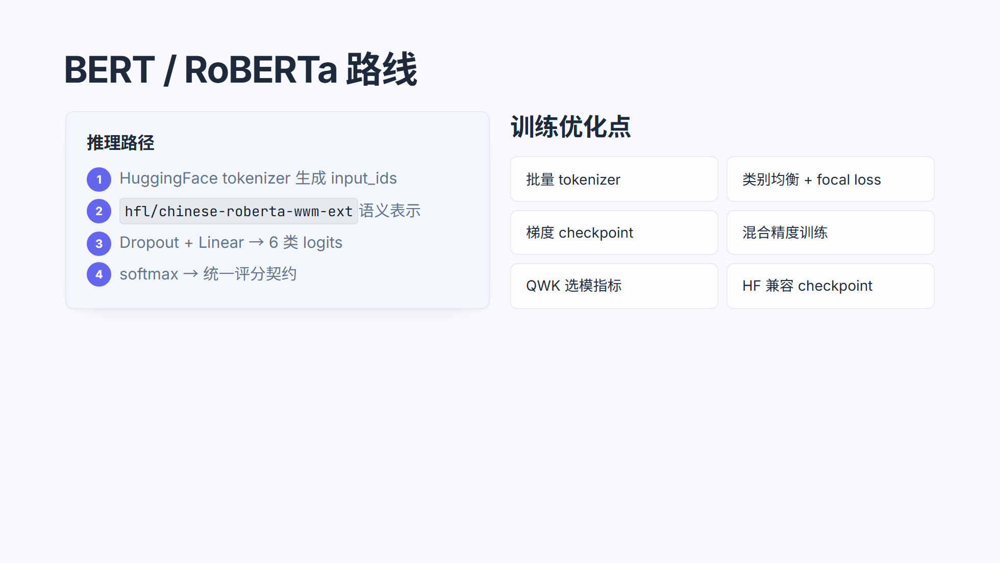 BERT / RoBERTa 路线
推理路径
1 HuggingFace tokenizer 生成 input_ids
2 hfl/chinese-roberta-wwm-ext 语义表示
3 Dropout + Linear → 6 类 logits
4 softmax → 统一评分契约
训练优化点
批量 tokenizer
类别均衡 + focal loss
梯度 checkpoint
混合精度训练
QWK 选模指标
HF 兼容 checkpoint